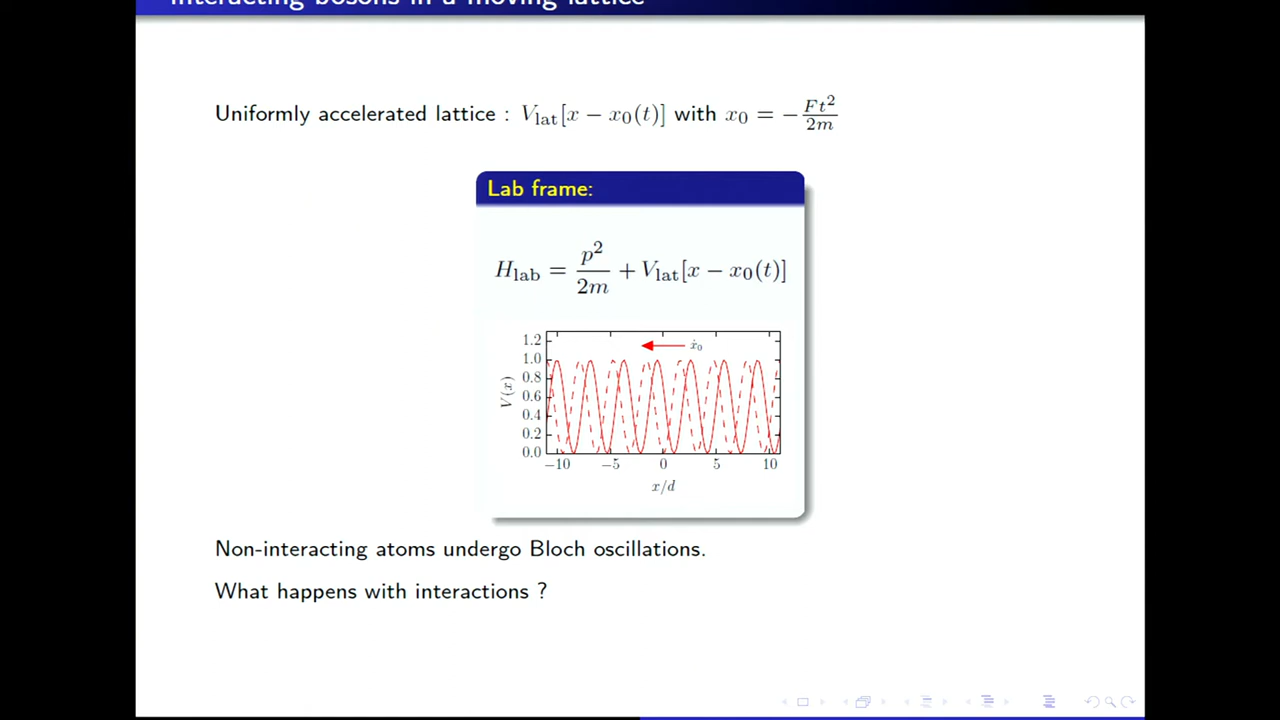 Interacting bosons in a moving lattice
Uniformly accelerated lattice : V_lat[x − x_0(t)] with x_0 = −Ft²/2m
Lab frame:
H_lab = p²/2m + V_lat[x − x_0(t)]
ẋ_0
1.2
1.0
0.8
0.6
0.4
0.2
0.0
V(x)
−10 −5 0 5 10
x/d
Non-interacting atoms undergo Bloch oscillations.
What happens with interactions ?